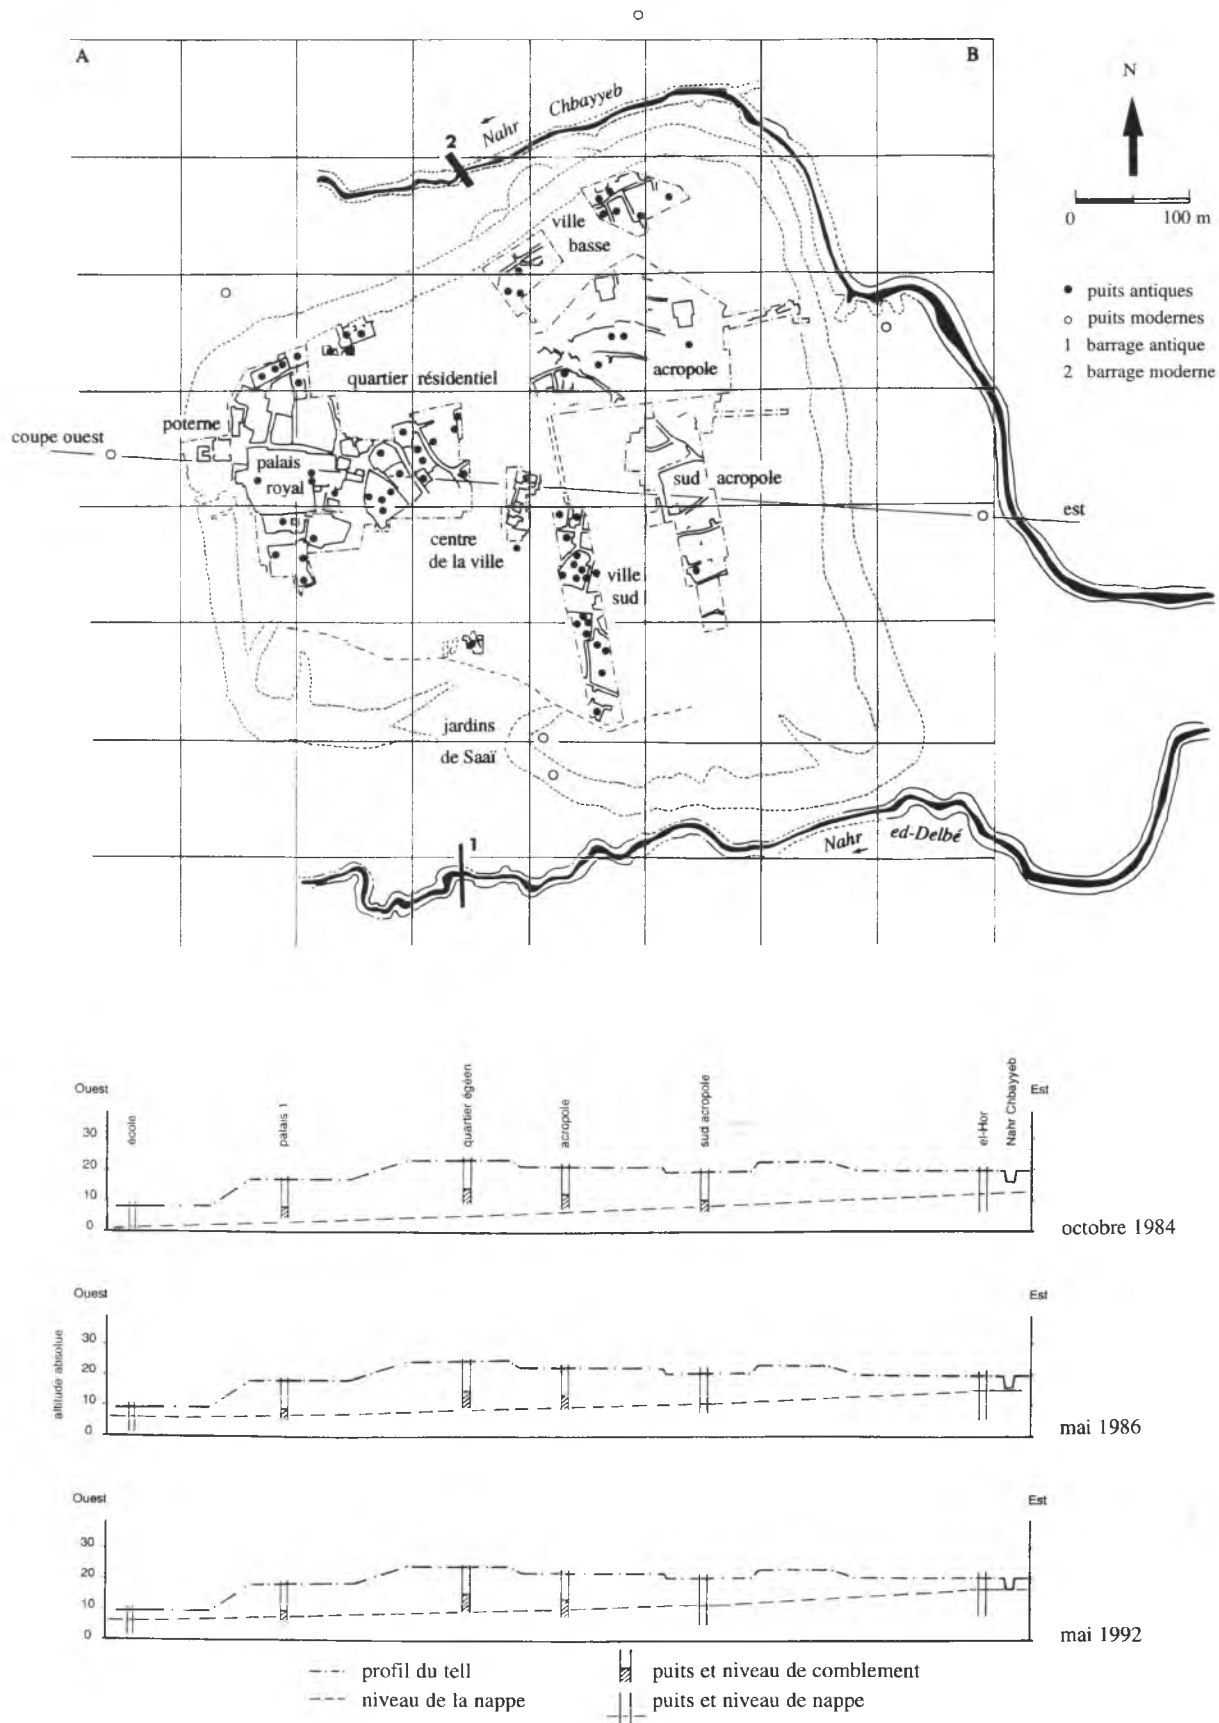 A
B
N
0 100 m
puits antiques
puits modernes
1 barrage antique
2 barrage moderne
Nahr Chbayyeb
2
ville
basse
quartier résidentiel
acropole
coupe ouest
poterne
palais
royal
sud acropole
est
centre
de la ville
ville
sud
jardins
de Saaï
1
Nahr ed-Delbé
Ouest
école
palais 1
quartier égéen
acropole
sud acropole
el-Hor
Nahr Chbayyeb
Est
30
20
10
0
octobre 1984
Ouest
Est
altitude absolue
30
20
10
0
mai 1986
Ouest
Est
30
20
10
0
mai 1992
profil du tell
niveau de la nappe
puits et niveau de comblement
puits et niveau de nappe